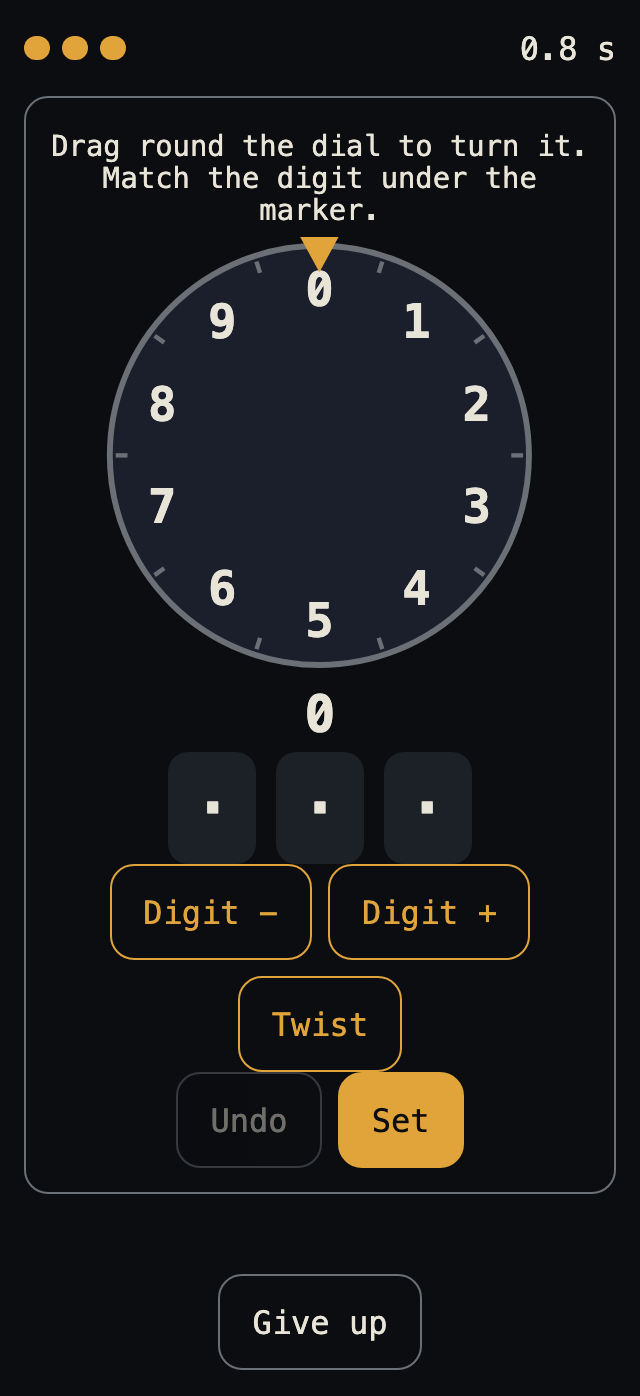 0.8 s
Drag round the dial to turn it.
Match the digit under the
marker.
0
9
1
8
2
7
3
6
4
5
0
. . .
Digit − Digit +
Twist
Undo Set
Give up